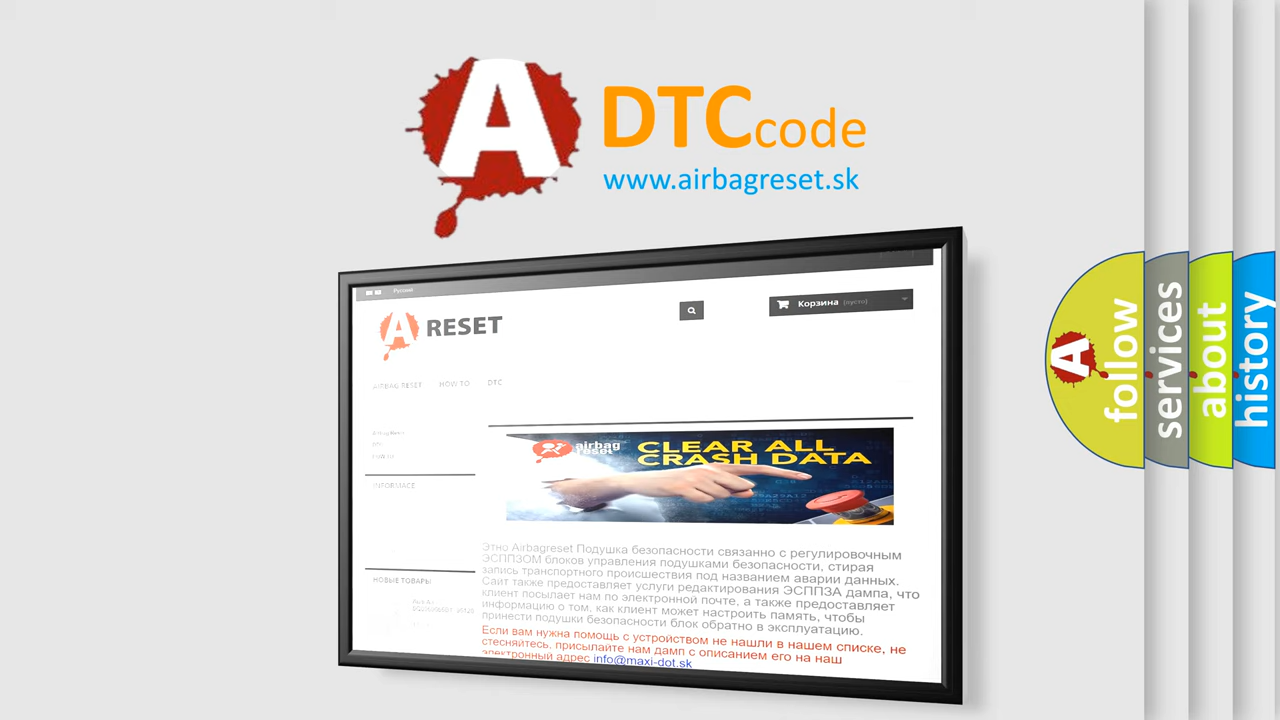 A DTCcode
www.airbagreset.sk
Русский
A RESET
Корзина (пусто)
AIRBAG RESET HOW TO DTC
INFORMACE
airbag
reset
CLEAR ALL
CRASH DATA
Этно Airbagreset Подушка безопасности связанно с регулировочным
ЭСППЗОМ блоков управления подушками безопасности, стирая
запись транспортного происшествия под названием аварии данных.
Сайт также предоставляет услуги редактирования ЭСППЗА дампа, что
клиент посылает нам по электронной почте, а также предоставляет
информацию о том, как клиент может настроить память, чтобы
принести подушки безопасности блок обратно в эксплуатацию.
Если вам нужна помощь с устройством не нашли в нашем списке, не
стесняйтесь, присылайте нам дамп с описанием его на наш
электронный адрес info@maxi-dot.sk
НОВЫЕ ТОВАРЫ
A follow
services
about
history